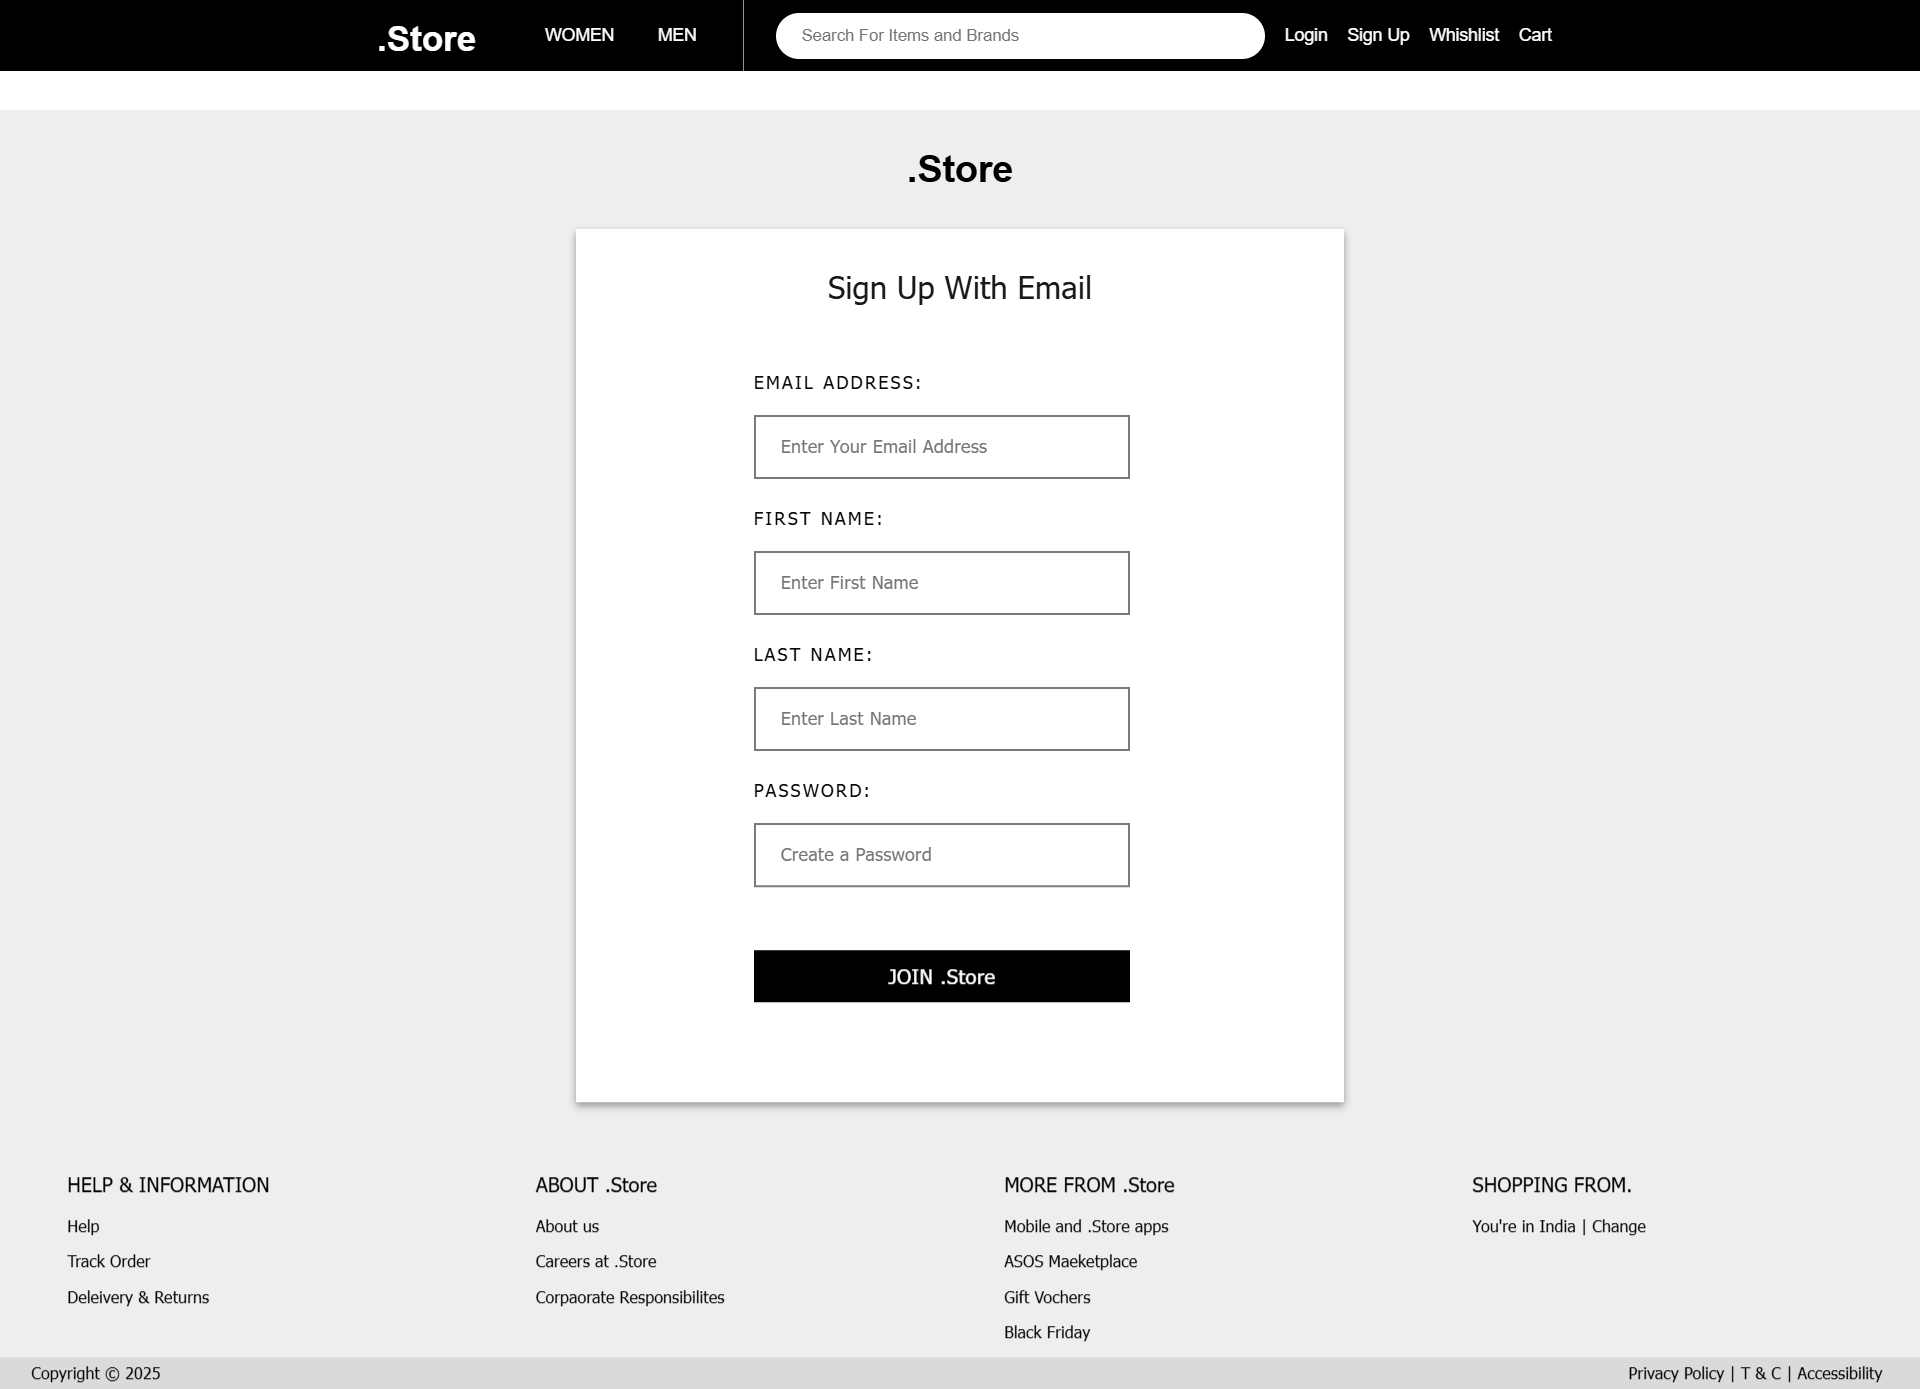 .Store WOMEN MEN Search For Items and Brands Login Sign Up Whishlist Cart
.Store
Sign Up With Email
EMAIL ADDRESS:
Enter Your Email Address
FIRST NAME:
Enter First Name
LAST NAME:
Enter Last Name
PASSWORD:
Create a Password
JOIN .Store
HELP & INFORMATION
Help
Track Order
Deleivery & Returns
ABOUT .Store
About us
Careers at .Store
Corpaorate Responsibilites
MORE FROM .Store
Mobile and .Store apps
ASOS Maeketplace
Gift Vochers
Black Friday
SHOPPING FROM.
You're in India | Change
Copyright © 2025
Privacy Policy | T & C | Accessibility